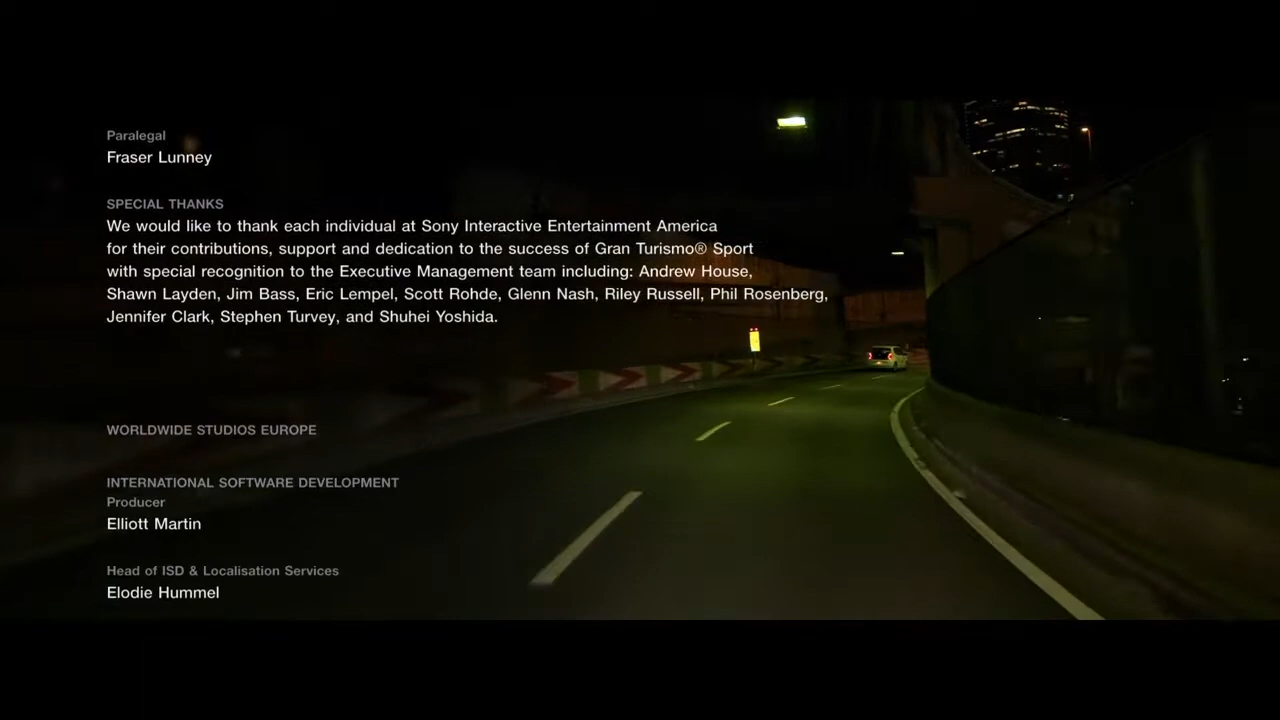 Paralegal
Fraser Lunney
SPECIAL THANKS
We would like to thank each individual at Sony Interactive Entertainment America
for their contributions, support and dedication to the success of Gran Turismo® Sport
with special recognition to the Executive Management team including: Andrew House,
Shawn Layden, Jim Bass, Eric Lempel, Scott Rohde, Glenn Nash, Riley Russell, Phil Rosenberg,
Jennifer Clark, Stephen Turvey, and Shuhei Yoshida.
WORLDWIDE STUDIOS EUROPE
INTERNATIONAL SOFTWARE DEVELOPMENT
Producer
Elliott Martin
Head of ISD & Localisation Services
Elodie Hummel